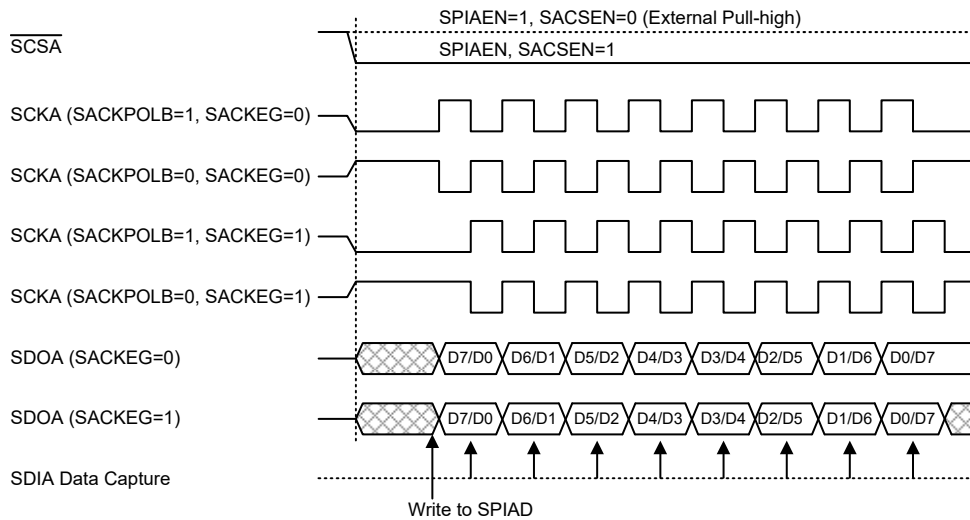 SPIAEN=1, SACSEN=0 (External Pull-high)
SCSA
SPIAEN, SACSEN=1
SCKA (SACKPOLB=1, SACKEG=0)
SCKA (SACKPOLB=0, SACKEG=0)
SCKA (SACKPOLB=1, SACKEG=1)
SCKA (SACKPOLB=0, SACKEG=1)
SDOA (SACKEG=0) D7/D0 D6/D1 D5/D2 D4/D3 D3/D4 D2/D5 D1/D6 D0/D7
SDOA (SACKEG=1) D7/D0 D6/D1 D5/D2 D4/D3 D3/D4 D2/D5 D1/D6 D0/D7
SDIA Data Capture
Write to SPIAD